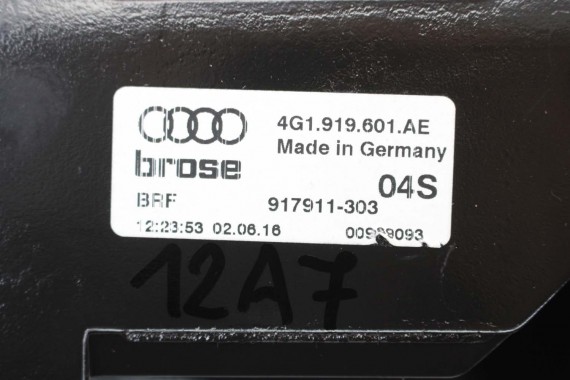 4G1.919.601.AE
Made in Germany
brose
04S
BRF 917911-303
12:23:53 02.06.16
12A7